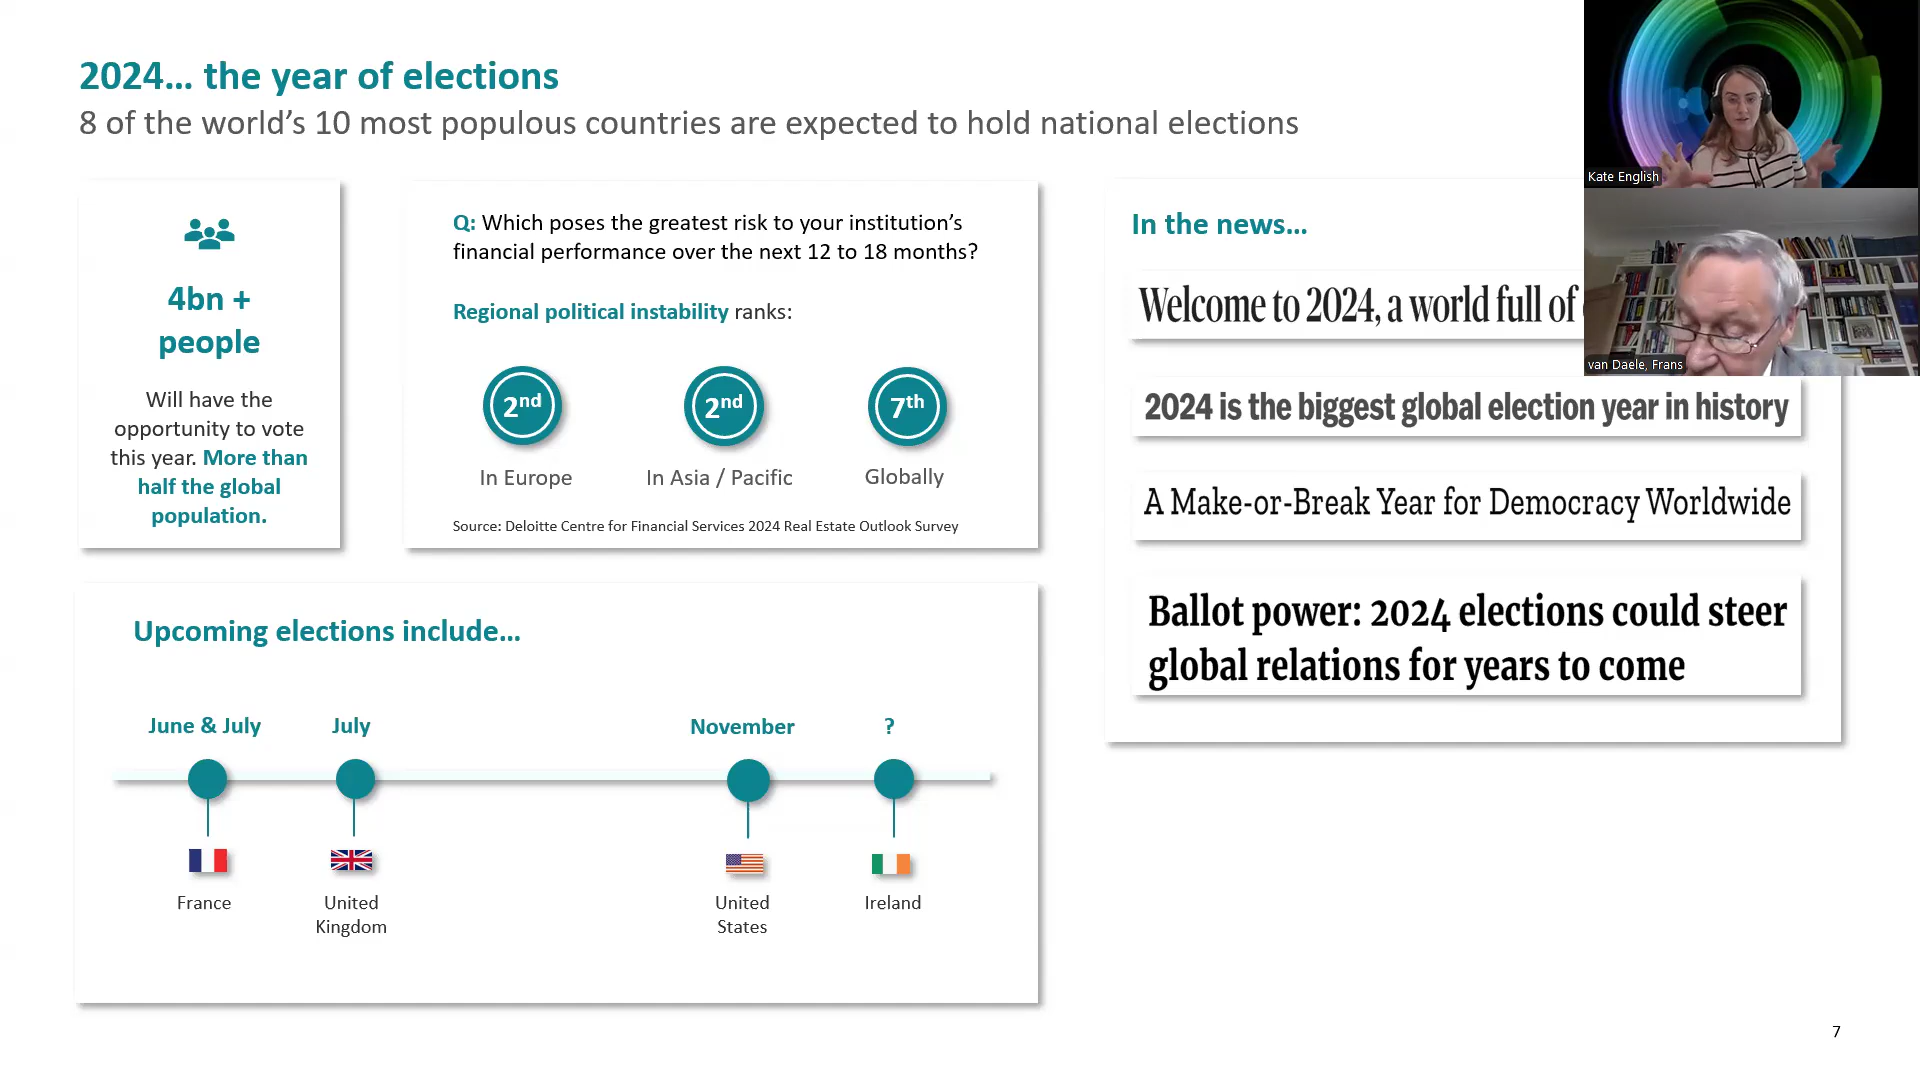 2024… the year of elections
8 of the world’s 10 most populous countries are expected to hold national elections
4bn +
people
Will have the
opportunity to vote
this year. More than
half the global
population.
Q: Which poses the greatest risk to your institution’s
financial performance over the next 12 to 18 months?
Regional political instability ranks:
2nd
2nd
7th
In Europe
In Asia / Pacific
Globally
Source: Deloitte Centre for Financial Services 2024 Real Estate Outlook Survey
Upcoming elections include…
June & July
July
November
?
France
United
Kingdom
United
States
Ireland
In the news…
Welcome to 2024, a world full of
2024 is the biggest global election year in history
A Make-or-Break Year for Democracy Worldwide
Ballot power: 2024 elections could steer
global relations for years to come
Kate English
van Daele, Frans
7